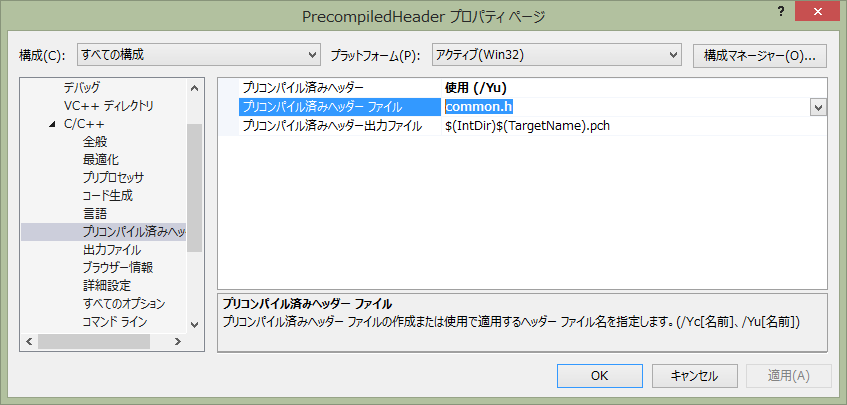 PrecompiledHeader プロパティ ページ
?
構成(C):
すべての構成
プラットフォーム(P):
アクティブ(Win32)
構成マネージャー(O)...
デバッグ
VC++ ディレクトリ
C/C++
全般
最適化
プリプロセッサ
コード生成
言語
プリコンパイル済みヘッ
出力ファイル
ブラウザー情報
詳細設定
すべてのオプション
コマンド ライン
プリコンパイル済みヘッダー
使用 (/Yu)
プリコンパイル済みヘッダー ファイル
common.h
プリコンパイル済みヘッダー出力ファイル
$(IntDir)$(TargetName).pch
プリコンパイル済みヘッダー ファイル
プリコンパイル済みヘッダー ファイルの作成または使用で適用するヘッダー ファイル名を指定します。(/Yc[名前]、/Yu[名前])
OK
キャンセル
適用(A)